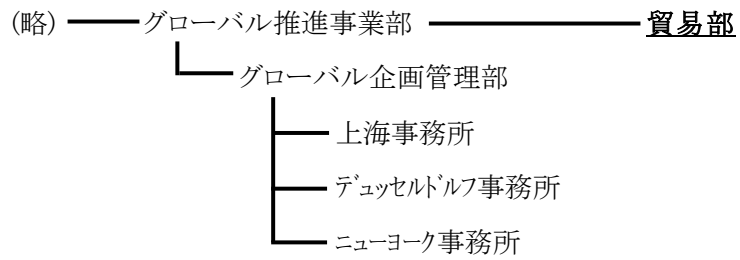 (略) グローバル推進事業部 貿易部
グローバル企画管理部
上海事務所
デュッセルドルフ事務所
ニューヨーク事務所